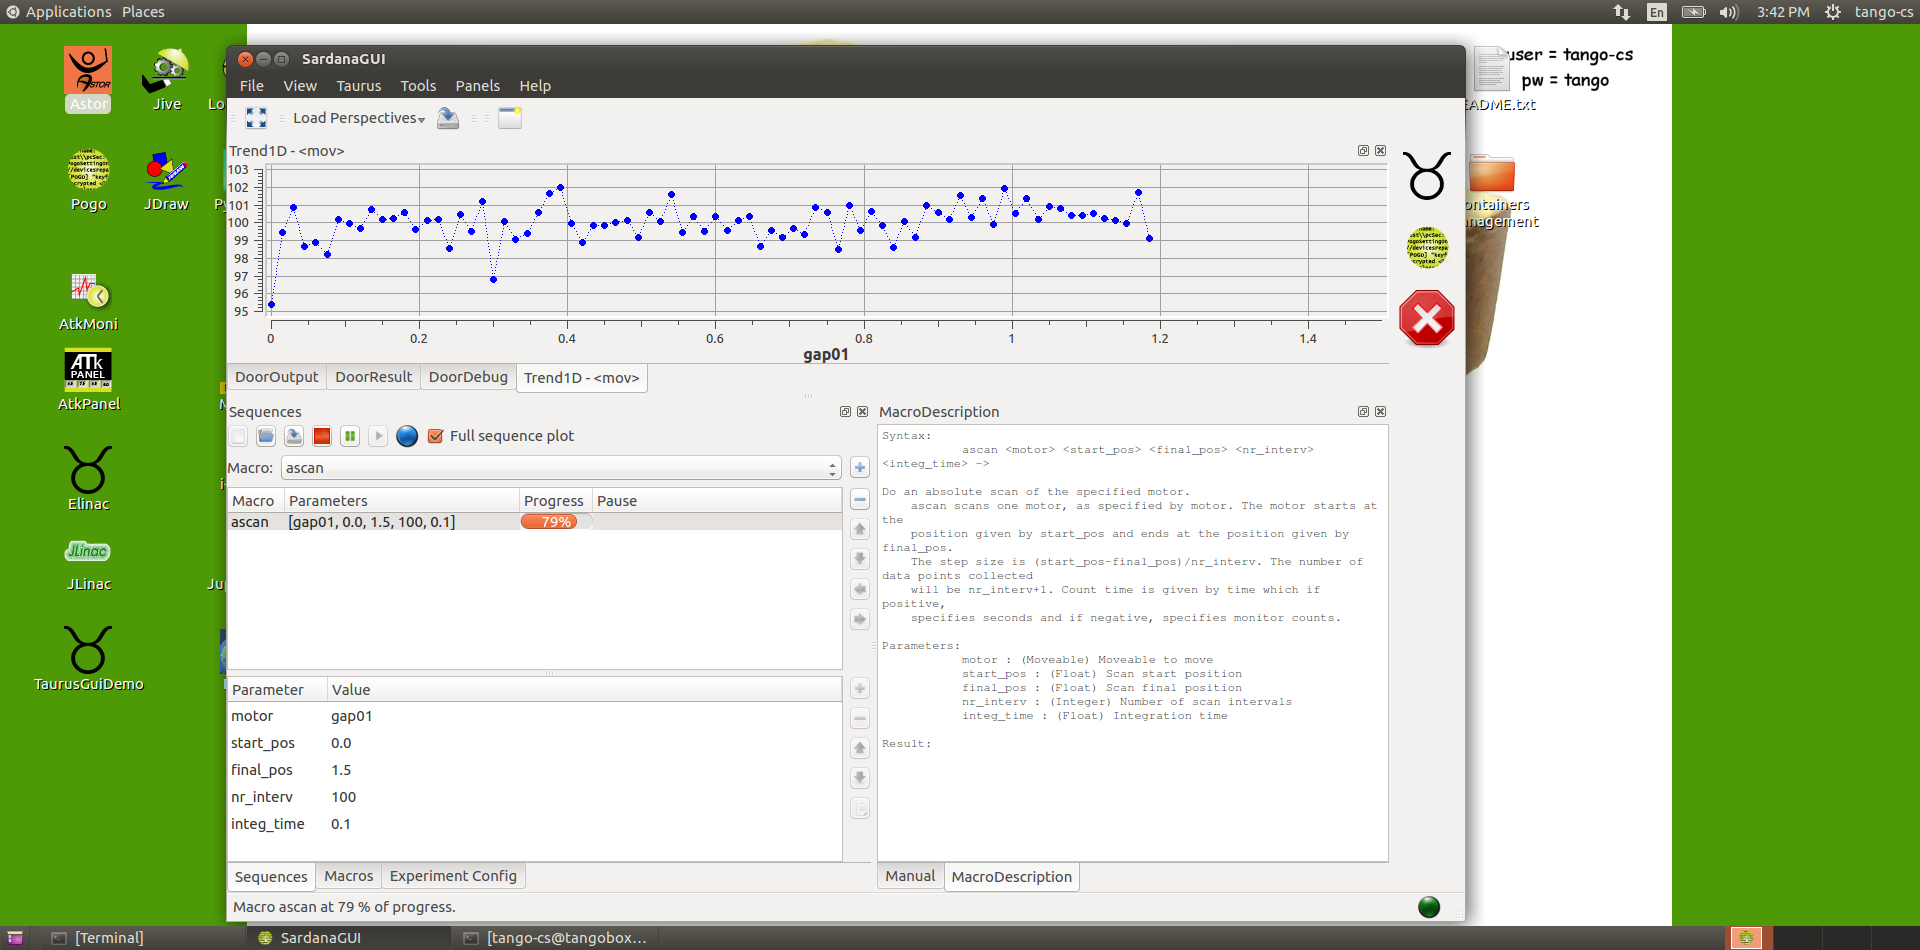 Applications Places
En 3:42 PM tango-cs
user = tango-cs
pw = tango
Astor
Jive
Pogo
JDraw
AtkMoni
ATk
PANEL
AtkPanel
Elinac
JLinac
JLinac
TaurusGuiDemo
EADME.txt
ontainers
nagement
SardanaGUI
File View Taurus Tools Panels Help
Load Perspectives
Trend1D - <mov>
103
102
101
100
99
98
97
96
95
0 0.2 0.4 0.6 0.8 1 1.2 1.4
gap01
DoorOutput DoorResult DoorDebug Trend1D - <mov>
Sequences
Full sequence plot
Macro: ascan
Macro Parameters Progress Pause
ascan [gap01, 0.0, 1.5, 100, 0.1] 79%
Parameter Value
motor gap01
start_pos 0.0
final_pos 1.5
nr_interv 100
integ_time 0.1
Sequences Macros Experiment Config
MacroDescription
Syntax:
ascan <motor> <start_pos> <final_pos> <nr_interv>
<integ_time> ->
Do an absolute scan of the specified motor.
ascan scans one motor, as specified by motor. The motor starts at
the
position given by start_pos and ends at the position given by
final_pos.
The step size is (start_pos-final_pos)/nr_interv. The number of
data points collected
will be nr_interv+1. Count time is given by time which if
positive,
specifies seconds and if negative, specifies monitor counts.
Parameters:
motor : (Moveable) Moveable to move
start_pos : (Float) Scan start position
final_pos : (Float) Scan final position
nr_interv : (Integer) Number of scan intervals
integ_time : (Float) Integration time
Result:
Manual MacroDescription
Macro ascan at 79 % of progress.
[Terminal] SardanaGUI [tango-cs@tangobox...